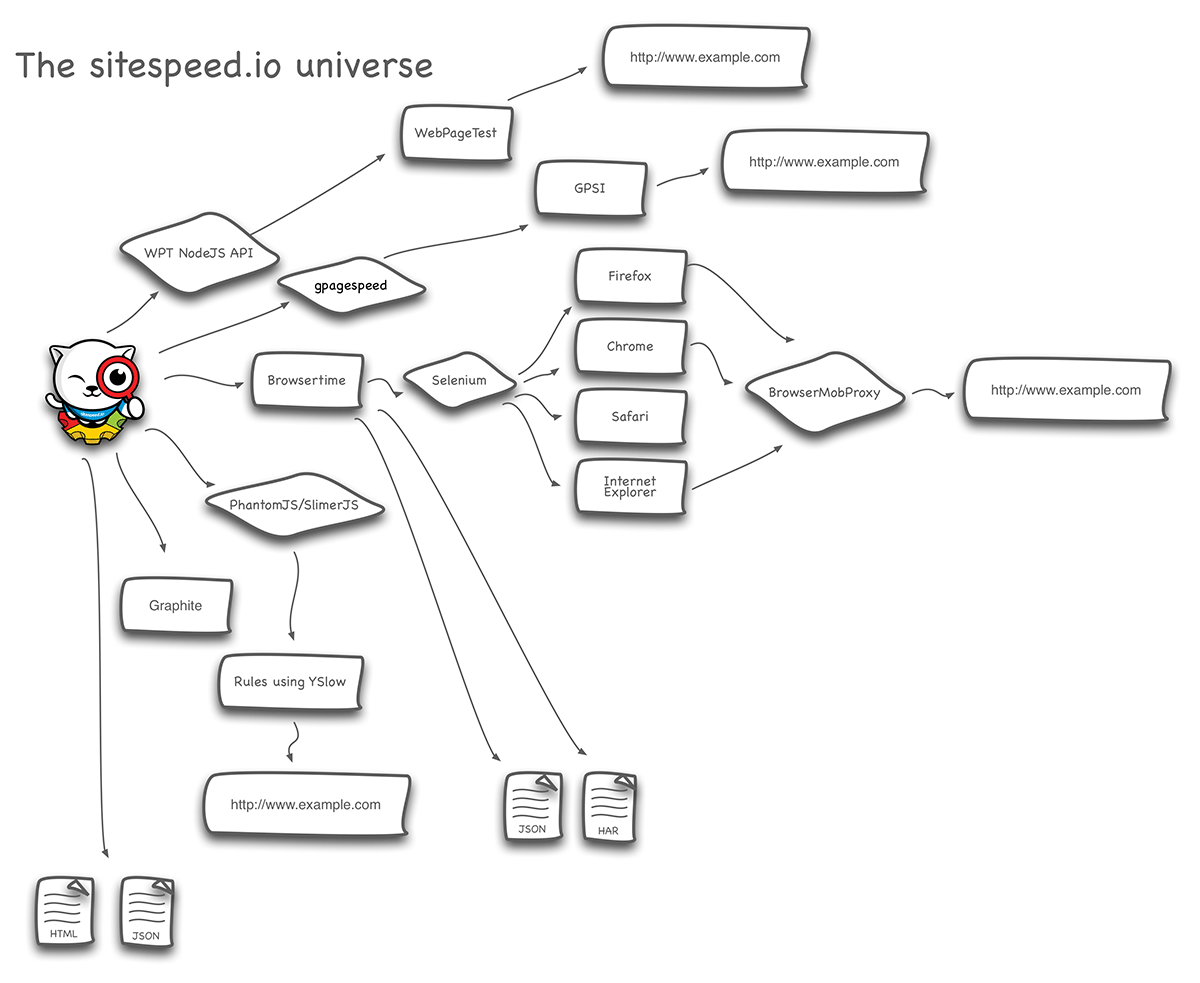 The sitespeed.io universe
http://www.example.com
WebPageTest
http://www.example.com
GPSI
WPT NodeJS API
gpagespeed
Firefox
Chrome
Browsertime
Selenium
BrowserMobProxy
http://www.example.com
Safari
Internet
Explorer
PhantomJS/SlimerJS
Graphite
Rules using YSlow
http://www.example.com
JSON
HAR
HTML
JSON